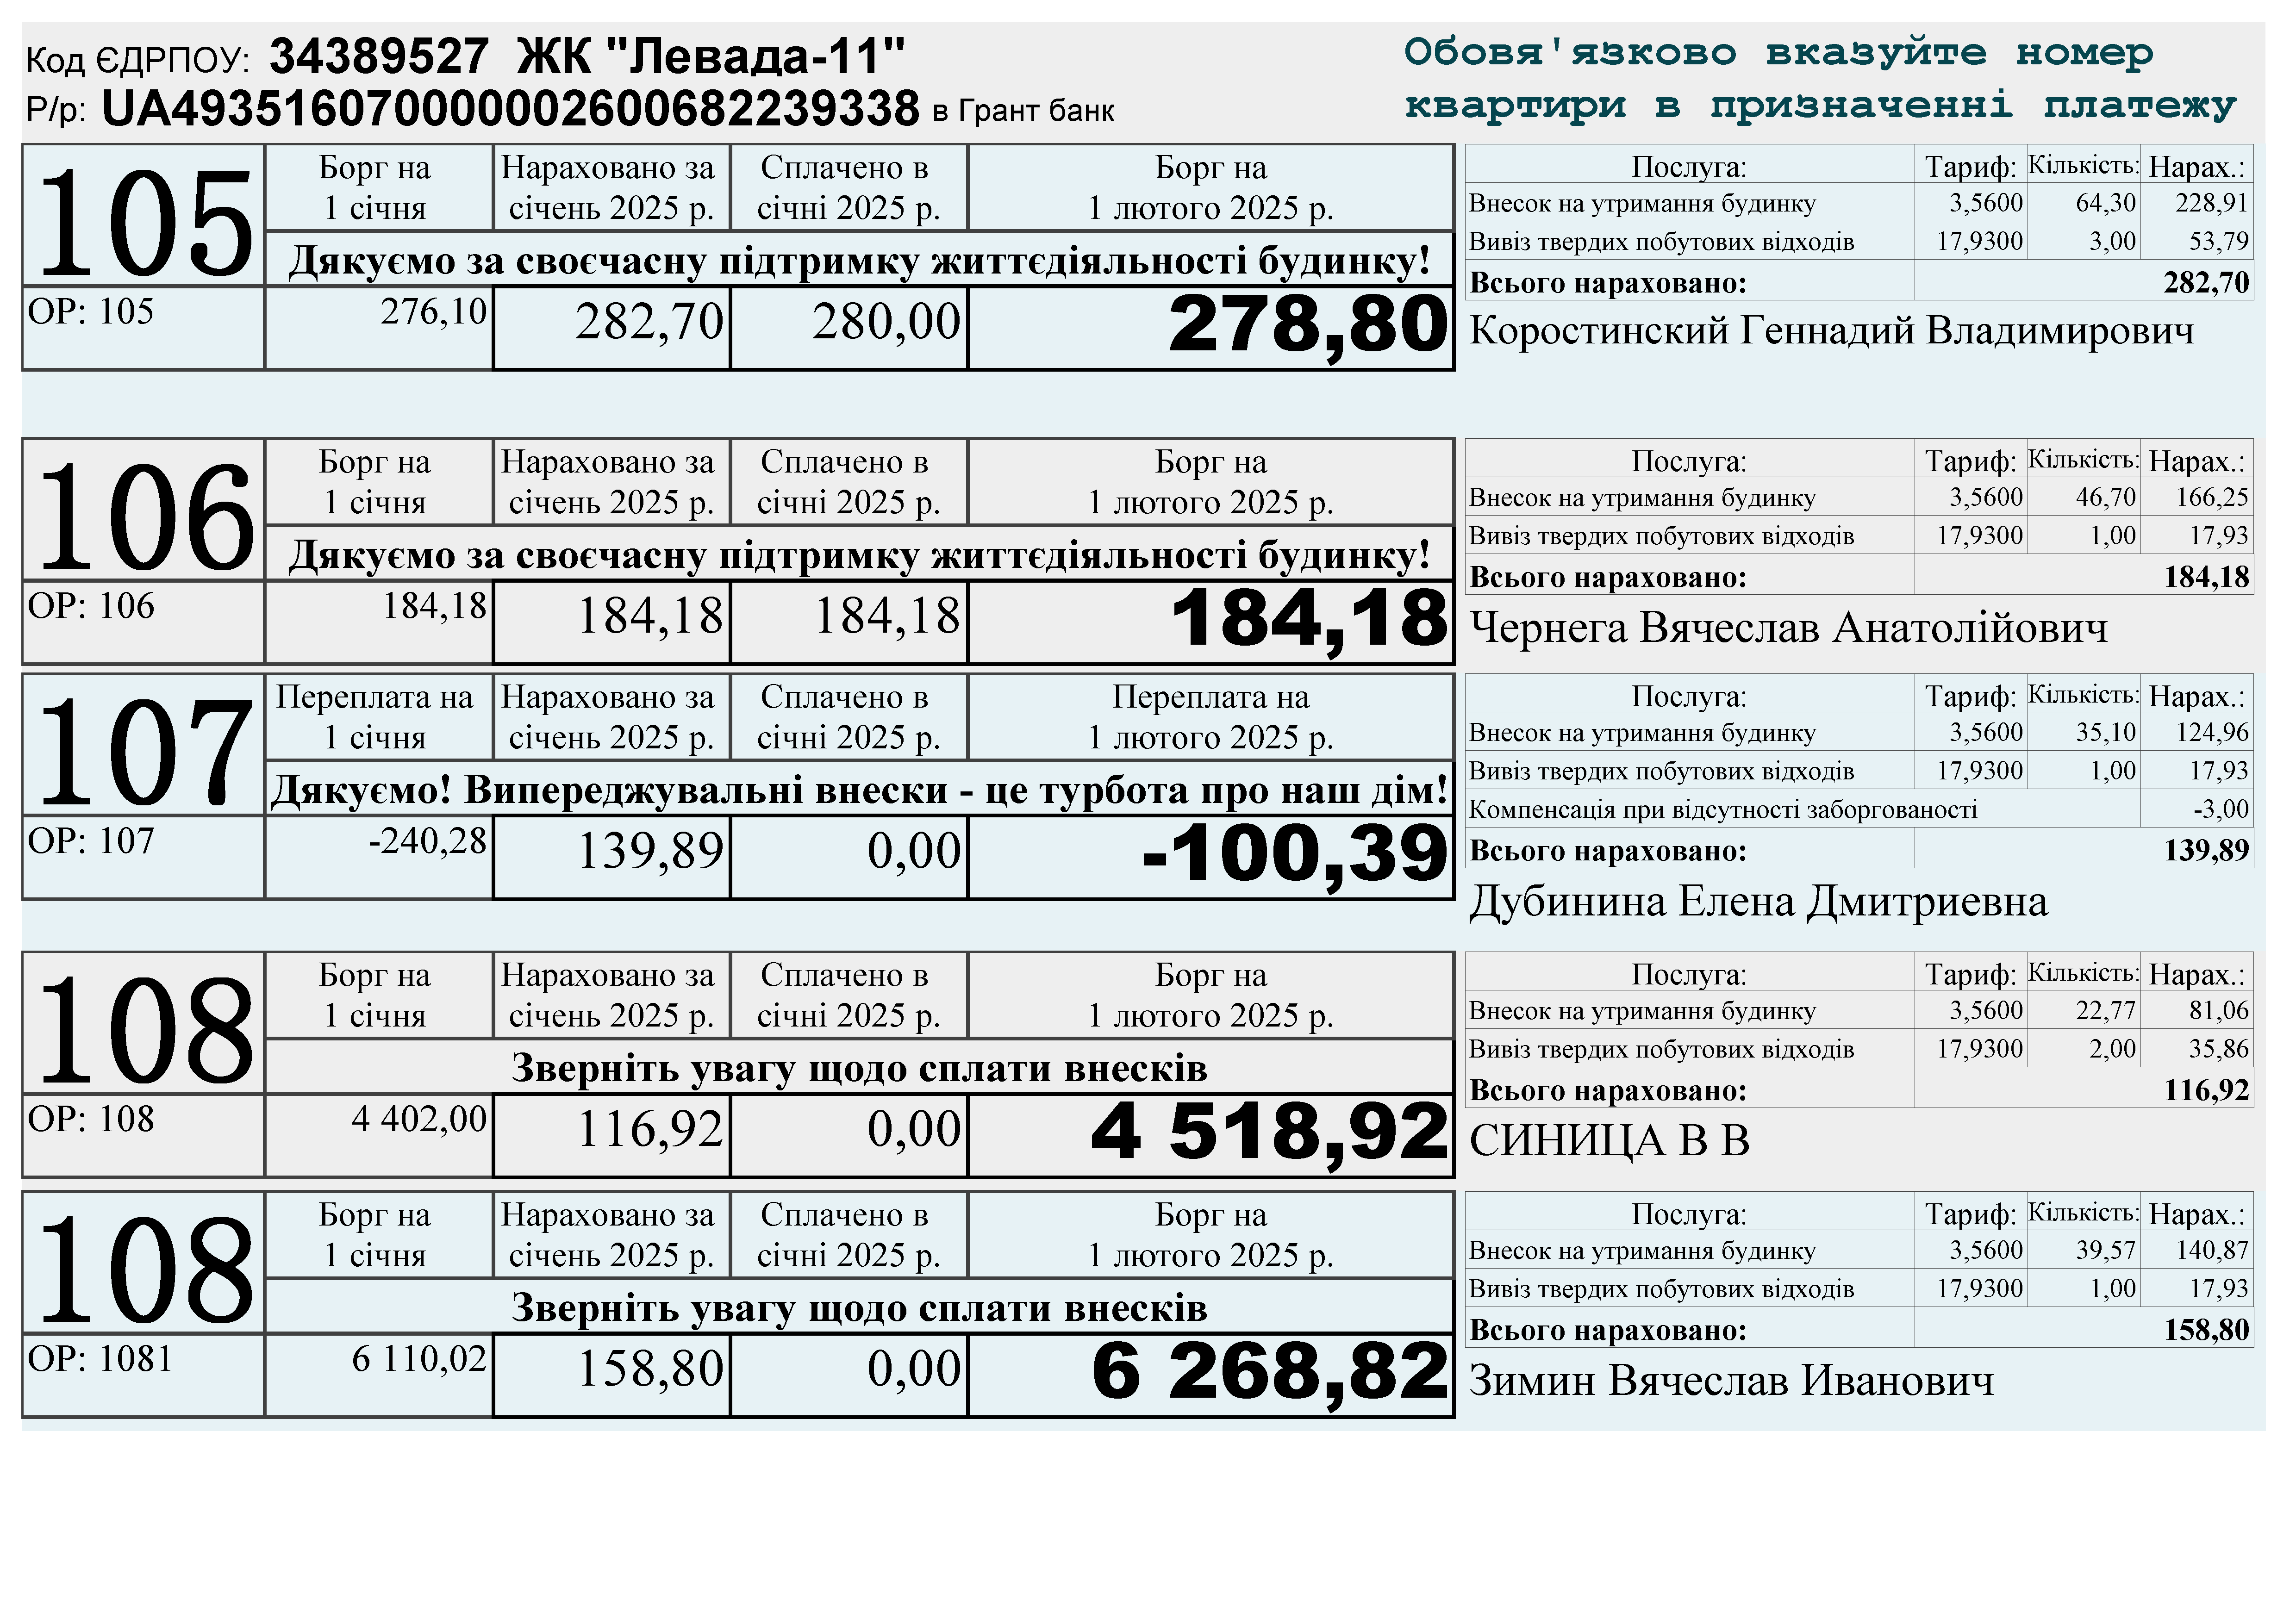 Код ЄДРПОУ: 34389527 ЖК "Левада-11"
Р/р: UA493516070000002600682239338 в Грант банк
Обовя'язково вказуйте номер
квартири в призначенні платежу
105
Борг на
1 січня
Нараховано за
січень 2025 р.
Сплачено в
січні 2025 р.
Борг на
1 лютого 2025 р.
Дякуємо за своєчасну підтримку життєдіяльності будинку!
ОР: 105 276,10 282,70 280,00 278,80
Послуга: Тариф: Кількість: Нарах.:
Внесок на утримання будинку 3,5600 64,30 228,91
Вивіз твердих побутових відходів 17,9300 3,00 53,79
Всього нараховано: 282,70
Коростинский Геннадий Владимирович
106
Борг на
1 січня
Нараховано за
січень 2025 р.
Сплачено в
січні 2025 р.
Борг на
1 лютого 2025 р.
Дякуємо за своєчасну підтримку життєдіяльності будинку!
ОР: 106 184,18 184,18 184,18 184,18
Послуга: Тариф: Кількість: Нарах.:
Внесок на утримання будинку 3,5600 46,70 166,25
Вивіз твердих побутових відходів 17,9300 1,00 17,93
Всього нараховано: 184,18
Чернега Вячеслав Анатолійович
107
Переплата на
1 січня
Нараховано за
січень 2025 р.
Сплачено в
січні 2025 р.
Переплата на
1 лютого 2025 р.
Дякуємо! Випереджувальні внески - це турбота про наш дім!
ОР: 107 -240,28 139,89 0,00 -100,39
Послуга: Тариф: Кількість: Нарах.:
Внесок на утримання будинку 3,5600 35,10 124,96
Вивіз твердих побутових відходів 17,9300 1,00 17,93
Компенсація при відсутності заборгованості -3,00
Всього нараховано: 139,89
Дубинина Елена Дмитриевна
108
Борг на
1 січня
Нараховано за
січень 2025 р.
Сплачено в
січні 2025 р.
Борг на
1 лютого 2025 р.
Зверніть увагу щодо сплати внесків
ОР: 108 4 402,00 116,92 0,00 4 518,92
Послуга: Тариф: Кількість: Нарах.:
Внесок на утримання будинку 3,5600 22,77 81,06
Вивіз твердих побутових відходів 17,9300 2,00 35,86
Всього нараховано: 116,92
СИНИЦА В В
108
Борг на
1 січня
Нараховано за
січень 2025 р.
Сплачено в
січні 2025 р.
Борг на
1 лютого 2025 р.
Зверніть увагу щодо сплати внесків
ОР: 1081 6 110,02 158,80 0,00 6 268,82
Послуга: Тариф: Кількість: Нарах.:
Внесок на утримання будинку 3,5600 39,57 140,87
Вивіз твердих побутових відходів 17,9300 1,00 17,93
Всього нараховано: 158,80
Зимин Вячеслав Иванович